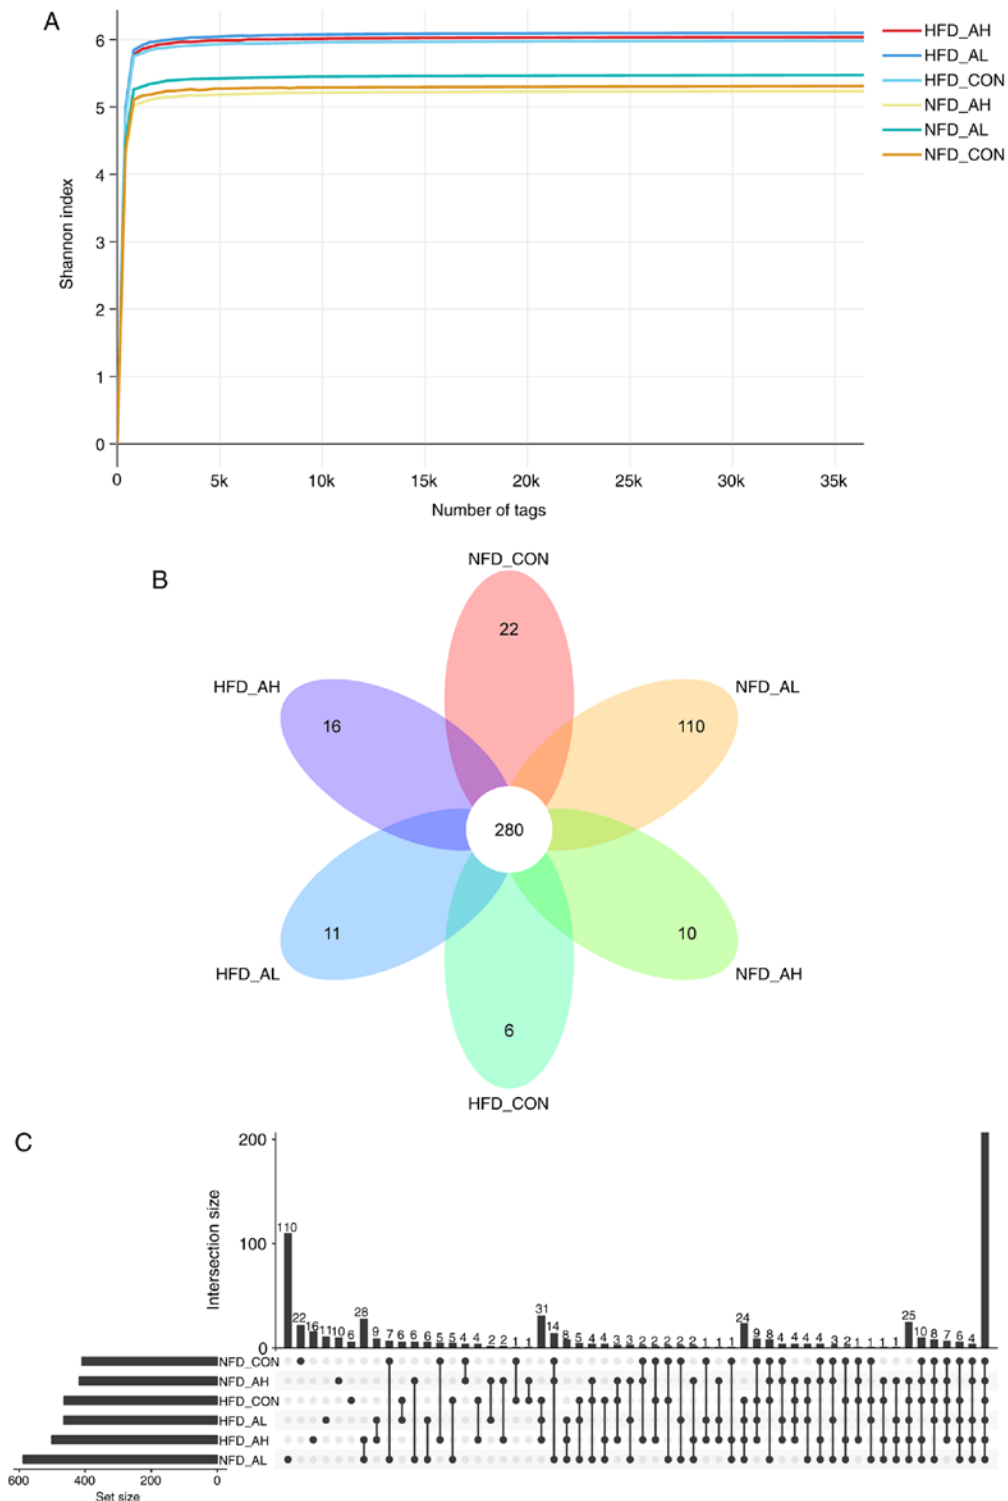 A
6
5
4
3
2
1
0
Shannon index
0 5k 10k 15k 20k 25k 30k 35k
Number of tags
HFD_AH
HFD_AL
HFD_CON
NFD_AH
NFD_AL
NFD_CON
B
NFD_CON
22
HFD_AH
16
NFD_AL
110
280
HFD_AL
11
NFD_AH
10
6
HFD_CON
C
200
100
0
Intersection size
110 22 16 11 10 6 28 9 7 6 6 6 5 5 4 4 2 2 1 1 31 14 8 5 4 4 3 3 2 2 2 2 2 1 1 1 24 9 8 4 4 4 4 3 2 1 1 1 1 25 10 8 7 6 4
NFD_CON
NFD_AH
HFD_CON
HFD_AL
HFD_AH
NFD_AL
600 400 200 0
Set size